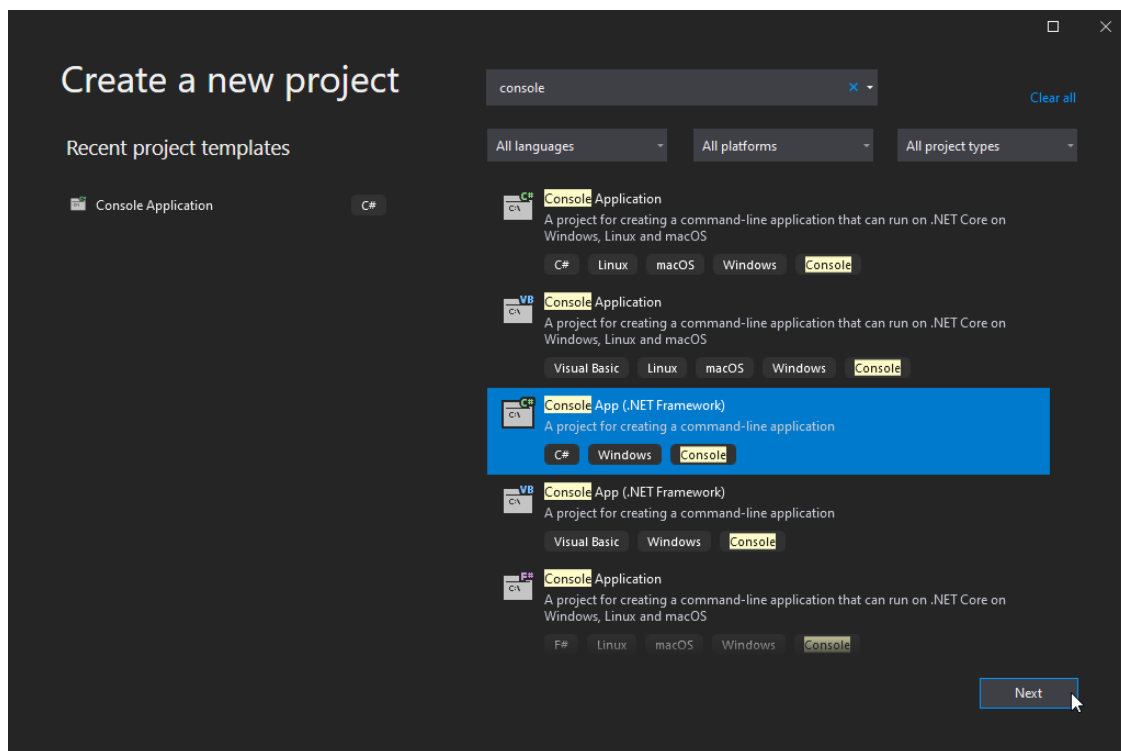 Create a new project
Recent project templates
Console Application C#
console
Clear all
All languages All platforms All project types
C# C:\
Console Application
A project for creating a command-line application that can run on .NET Core on
Windows, Linux and macOS
C# Linux macOS Windows Console
VB C:\
Console Application
A project for creating a command-line application that can run on .NET Core on
Windows, Linux and macOS
Visual Basic Linux macOS Windows Console
C# C:\
Console App (.NET Framework)
A project for creating a command-line application
C# Windows Console
VB C:\
Console App (.NET Framework)
A project for creating a command-line application
Visual Basic Windows Console
F# C:\
Console Application
A project for creating a command-line application that can run on .NET Core on
Windows, Linux and macOS
F# Linux macOS Windows Console
Next